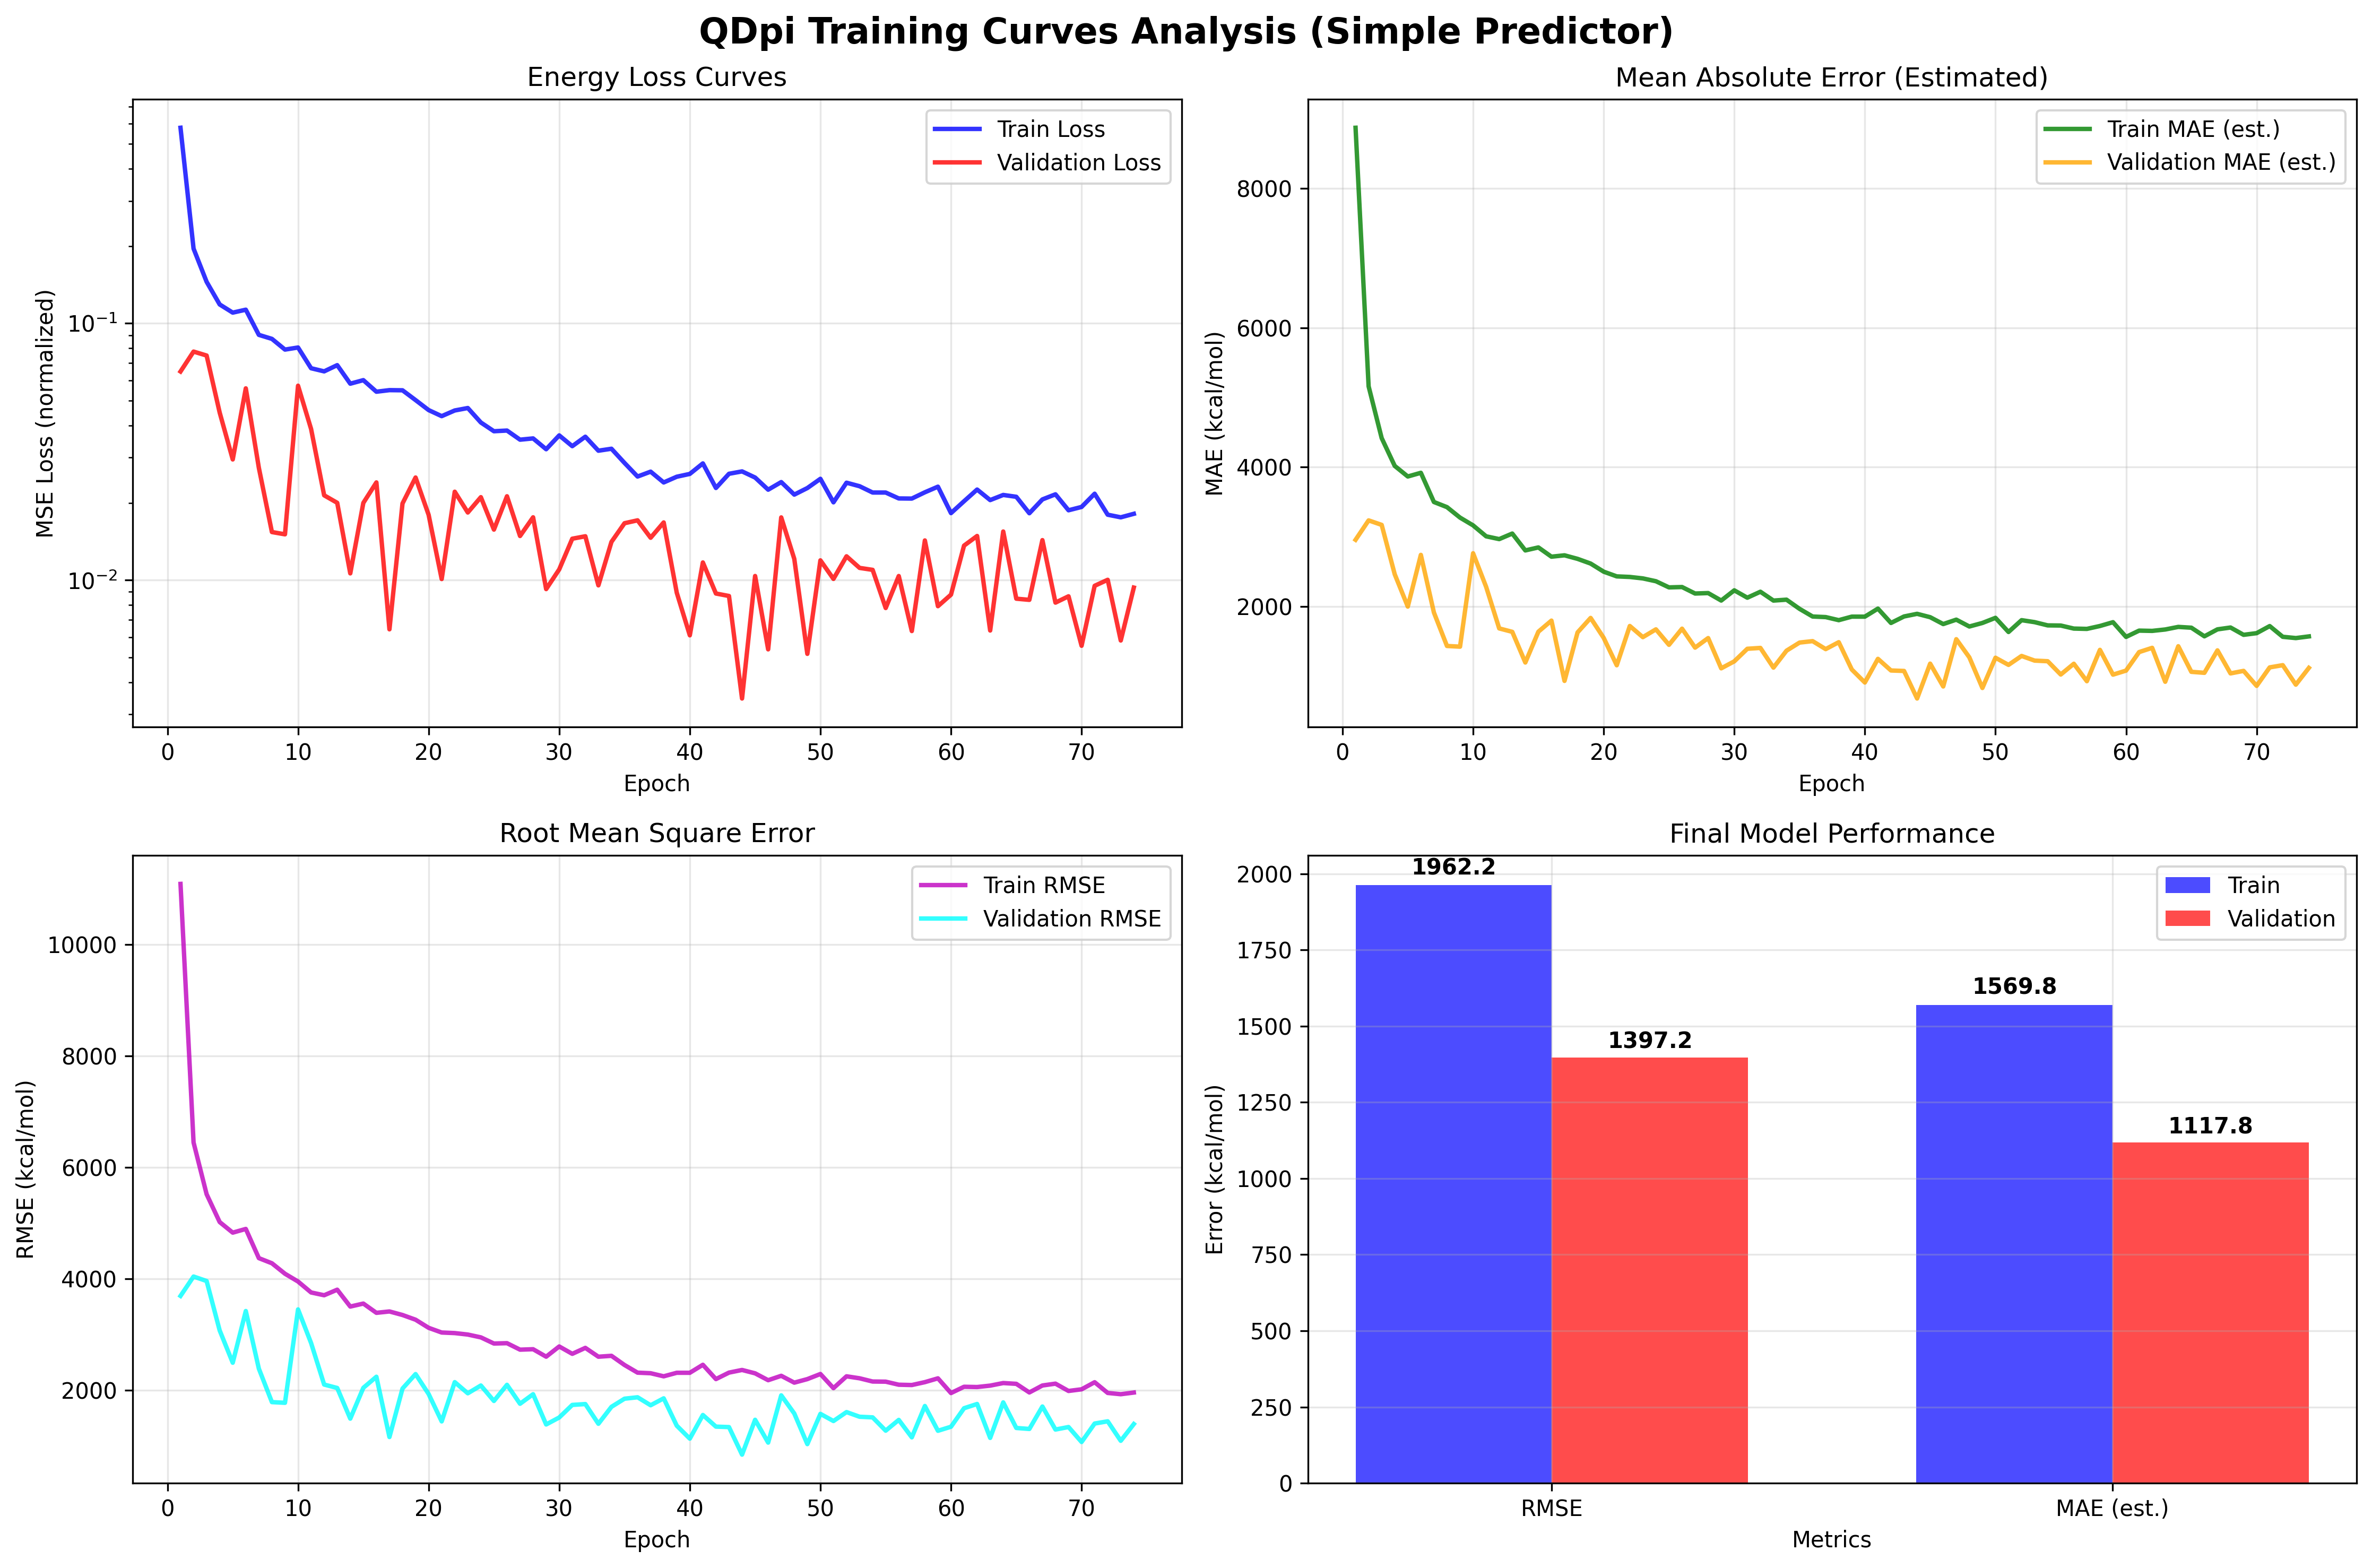 QDpi Training Curves Analysis (Simple Predictor)
Energy Loss Curves
Train Loss
Validation Loss
MSE Loss (normalized)
10⁻¹
10⁻²
0 10 20 30 40 50 60 70
Epoch
Mean Absolute Error (Estimated)
Train MAE (est.)
Validation MAE (est.)
MAE (kcal/mol)
8000
6000
4000
2000
0 10 20 30 40 50 60 70
Epoch
Root Mean Square Error
Train RMSE
Validation RMSE
RMSE (kcal/mol)
10000
8000
6000
4000
2000
0 10 20 30 40 50 60 70
Epoch
Final Model Performance
Train
Validation
Error (kcal/mol)
2000
1750
1500
1250
1000
750
500
250
0
1962.2
1397.2
1569.8
1117.8
RMSE MAE (est.)
Metrics